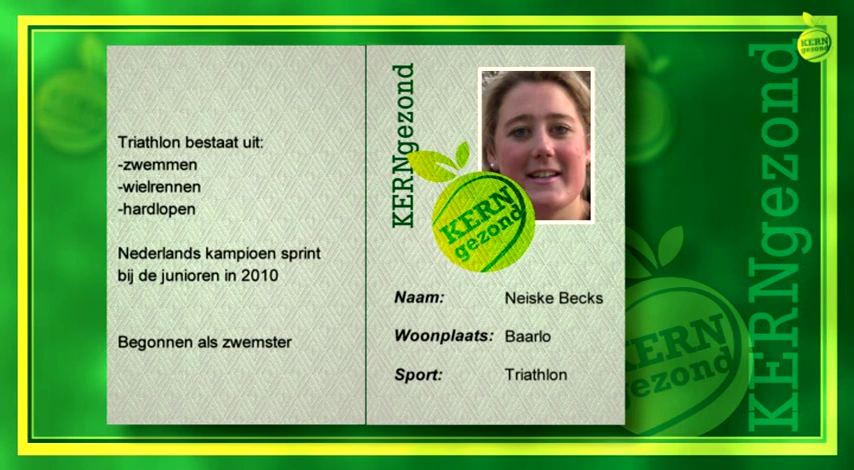 Triathlon bestaat uit:
-zwemmen
-wielrennen
-hardlopen
Nederlands kampioen sprint
bij de junioren in 2010
Begonnen als zwemster
KERNgezond
KERN
gezond
Naam: Neiske Becks
Woonplaats: Baarlo
Sport: Triathlon
KERN
gezond
KERNgezond
KERN
gezond